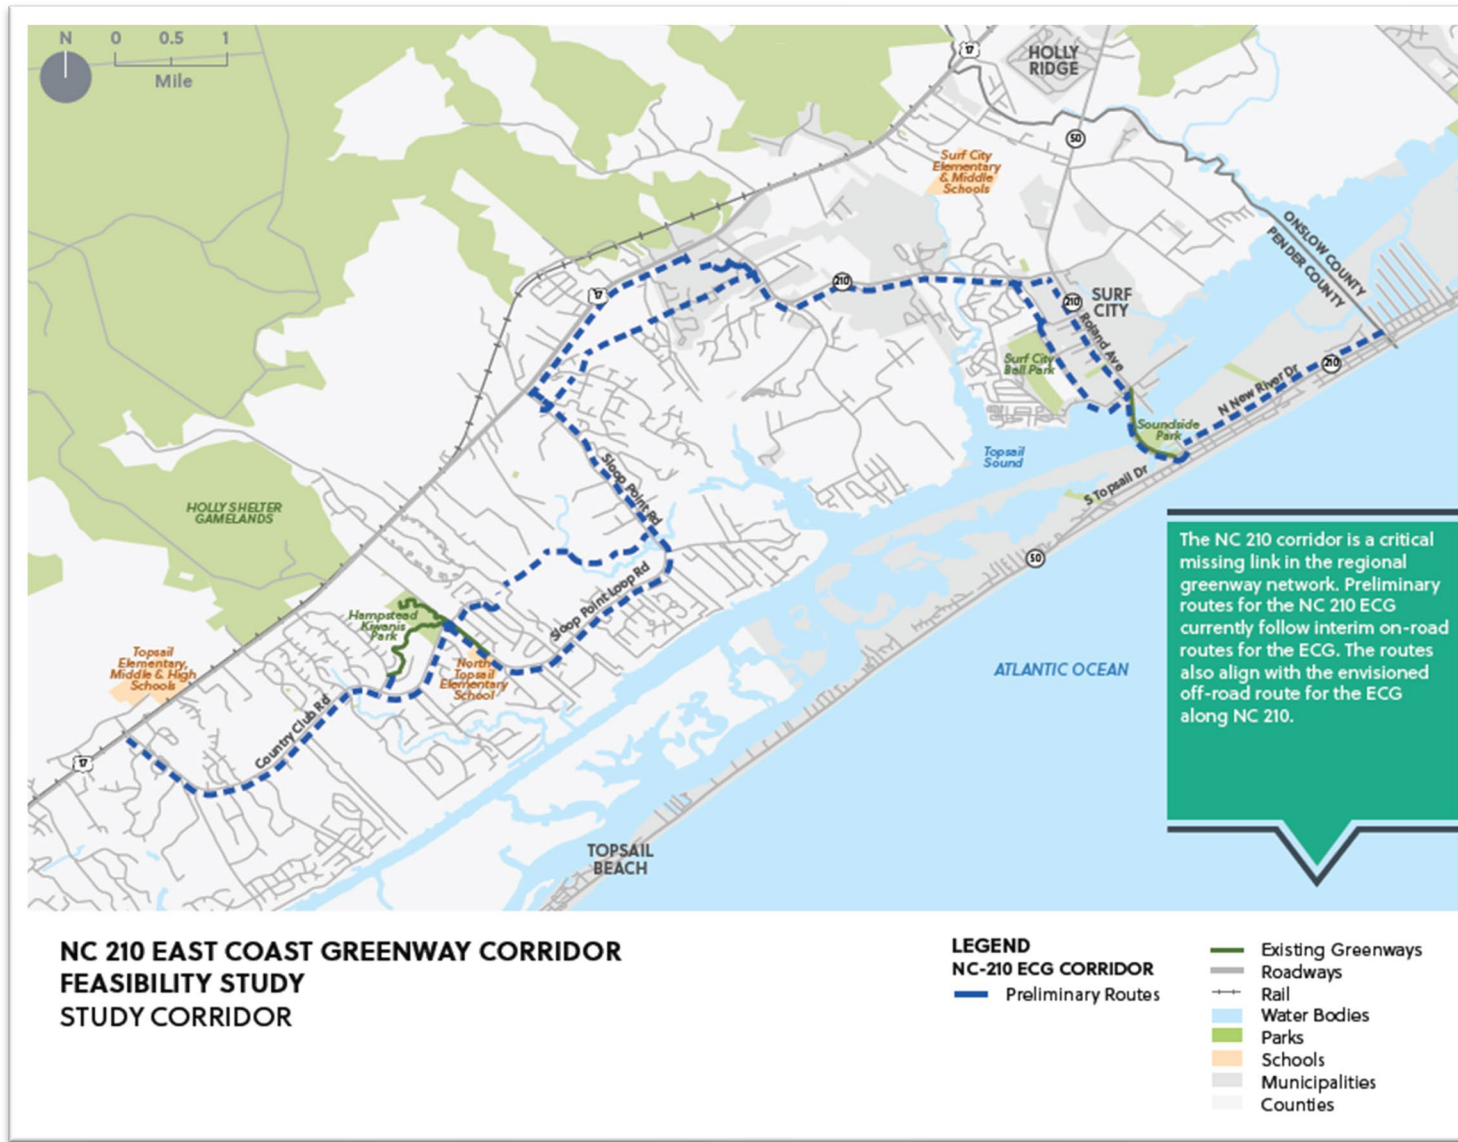 N
0 0.5 1
Mile
17
HOLLY
RIDGE
50
Surf City
Elementary
& Middle
Schools
ONSLOW COUNTY
PENDER COUNTY
17
210
210
SURF
CITY
Roland Ave
Surf City
Ball Park
210
N New River Dr
Soundside
Park
Topsail
Sound
S Topsail Dr
Sloop Point Rd
HOLLY SHELTER
GAMELANDS
50
Sloop Point Loop Rd
Hampstead
Kiwanis
Park
Topsail
Elementary,
Middle & High
Schools
North
Topsail
Elementary
School
Country Club Rd
17
ATLANTIC OCEAN
TOPSAIL
BEACH
The NC 210 corridor is a critical
missing link in the regional
greenway network. Preliminary
routes for the NC 210 ECG
currently follow interim on-road
routes for the ECG. The routes
also align with the envisioned
off-road route for the ECG
along NC 210.
NC 210 EAST COAST GREENWAY CORRIDOR
FEASIBILITY STUDY
STUDY CORRIDOR
LEGEND
NC-210 ECG CORRIDOR
Preliminary Routes
Existing Greenways
Roadways
Rail
Water Bodies
Parks
Schools
Municipalities
Counties